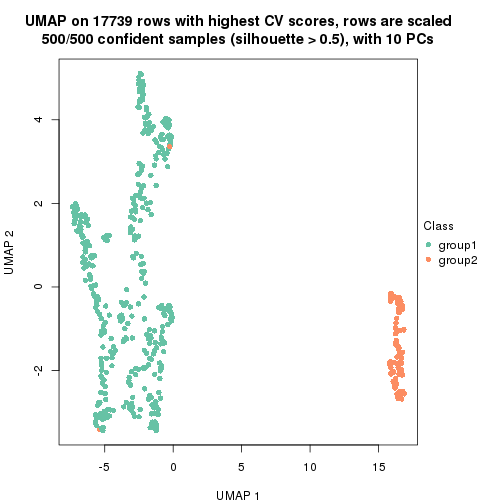 UMAP on 17739 rows with highest CV scores, rows are scaled
500/500 confident samples (silhouette > 0.5), with 10 PCs
4
2
0
-2
UMAP 2
-5 0 5 10 15
UMAP 1
Class
group1
group2